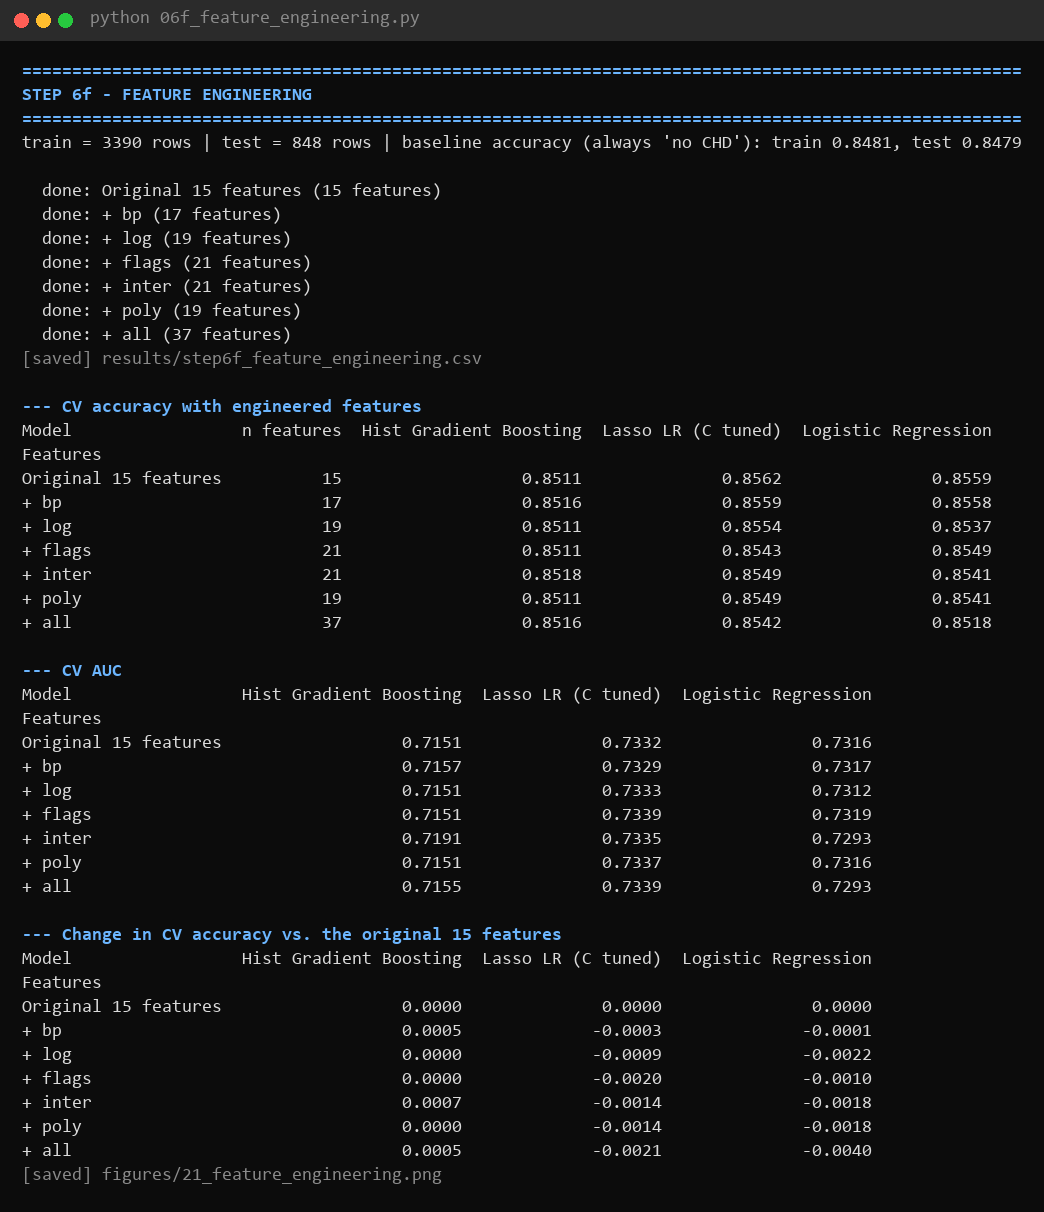 python 06f_feature_engineering.py
====================================================================================================
STEP 6f - FEATURE ENGINEERING
====================================================================================================
train = 3390 rows | test = 848 rows | baseline accuracy (always 'no CHD'): train 0.8481, test 0.8479
  done: Original 15 features (15 features)
  done: + bp (17 features)
  done: + log (19 features)
  done: + flags (21 features)
  done: + inter (21 features)
  done: + poly (19 features)
  done: + all (37 features)
[saved] results/step6f_feature_engineering.csv
--- CV accuracy with engineered features
Model                 n features  Hist Gradient Boosting  Lasso LR (C tuned)  Logistic Regression
Features
Original 15 features          15                  0.8511              0.8562               0.8559
+ bp                          17                  0.8516              0.8559               0.8558
+ log                         19                  0.8511              0.8554               0.8537
+ flags                       21                  0.8511              0.8543               0.8549
+ inter                       21                  0.8518              0.8549               0.8541
+ poly                        19                  0.8511              0.8549               0.8541
+ all                         37                  0.8516              0.8542               0.8518
--- CV AUC
Model                 Hist Gradient Boosting  Lasso LR (C tuned)  Logistic Regression
Features
Original 15 features                  0.7151              0.7332               0.7316
+ bp                                  0.7157              0.7329               0.7317
+ log                                 0.7151              0.7333               0.7312
+ flags                               0.7151              0.7339               0.7319
+ inter                               0.7191              0.7335               0.7293
+ poly                                0.7151              0.7337               0.7316
+ all                                 0.7155              0.7339               0.7293
--- Change in CV accuracy vs. the original 15 features
Model                 Hist Gradient Boosting  Lasso LR (C tuned)  Logistic Regression
Features
Original 15 features                  0.0000              0.0000               0.0000
+ bp                                  0.0005             -0.0003              -0.0001
+ log                                 0.0000             -0.0009              -0.0022
+ flags                               0.0000             -0.0020              -0.0010
+ inter                               0.0007             -0.0014              -0.0018
+ poly                                0.0000             -0.0014              -0.0018
+ all                                 0.0005             -0.0021              -0.0040
[saved] figures/21_feature_engineering.png